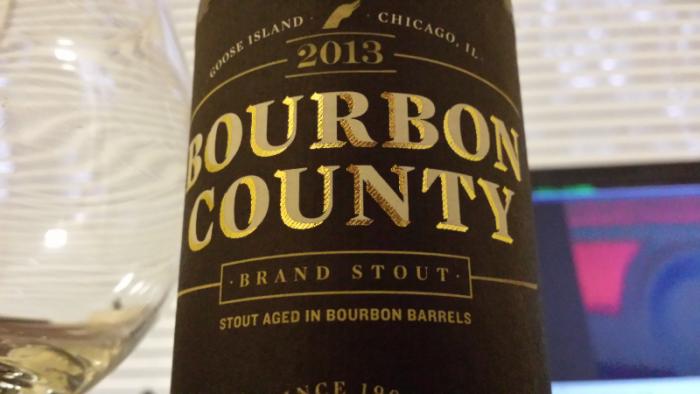 GOOSE ISLAND · · CHICAGO, IL
2013
BOURBON
COUNTY
· BRAND STOUT ·
STOUT AGED IN BOURBON BARRELS